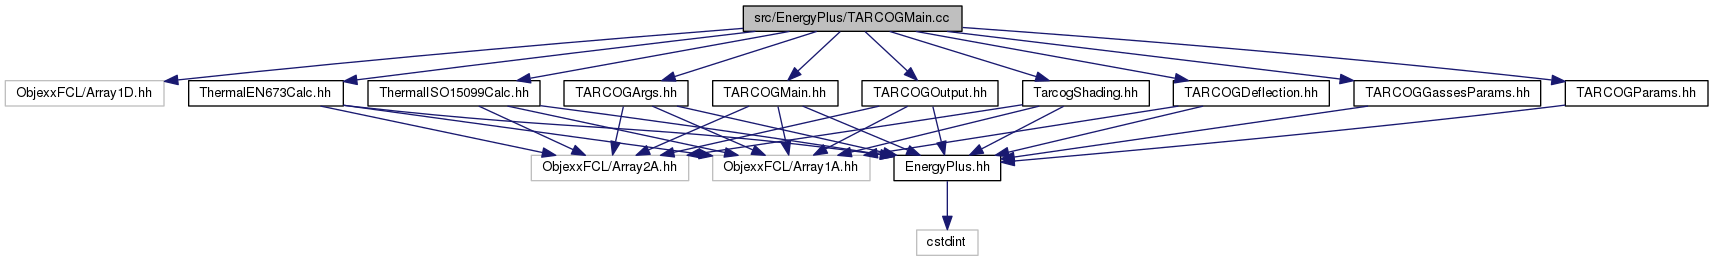 src/EnergyPlus/TARCOGMain.cc
ObjexxFCL/Array1D.hh
ThermalEN673Calc.hh
ThermalISO15099Calc.hh
TARCOGArgs.hh
TARCOGMain.hh
TARCOGOutput.hh
TarcogShading.hh
TARCOGDeflection.hh
TARCOGGassesParams.hh
TARCOGParams.hh
ObjexxFCL/Array2A.hh
ObjexxFCL/Array1A.hh
EnergyPlus.hh
cstdint